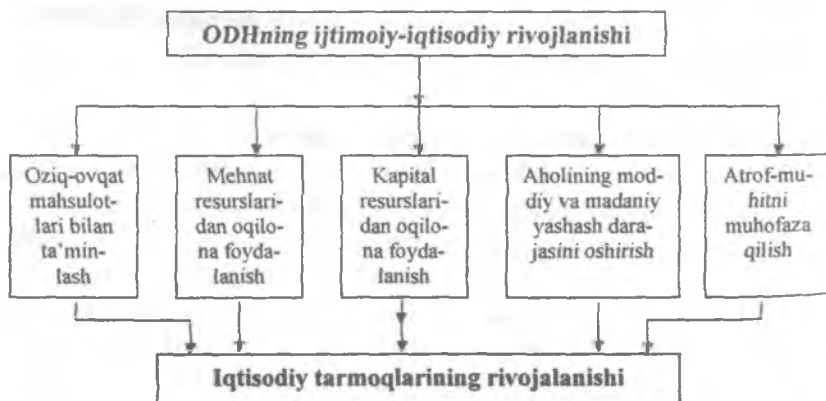 ODHning ijtimoiy-iqtisodiy rivojlanishi
Oziq-ovqat
mahsulot-
lari bilan
ta’min-
lash
Mehnat
resurslari-
dan oqilo-
na foyda-
lanish
Kapital
resurslari-
dan oqilo-
na foyda-
lanish
Aholining mod-
diy va madaniy
yashash dara-
jasini oshirish
Atrof-mu-
hitni
muhofaza
qilish
Iqtisodiy tarmoqlarining rivojalanishi